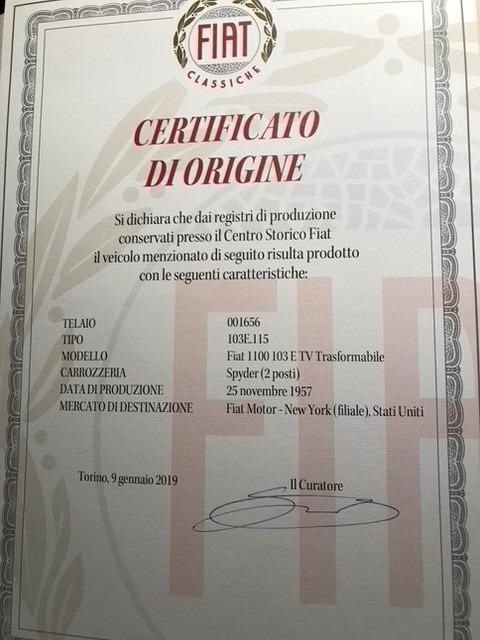 FIAT
CLASSICHE
CERTIFICATO
DI ORIGINE
Si dichiara che dai registri di produzione
conservati presso il Centro Storico Fiat
il veicolo menzionato di seguito risulta prodotto
con le seguenti caratteristiche:
TELAIO 001656
TIPO 103E.115
MODELLO Fiat 1100 103 E TV Trasformabile
CARROZZERIA Spyder (2 posti)
DATA DI PRODUZIONE 25 novembre 1957
MERCATO DI DESTINAZIONE Fiat Motor - New York (filiale), Stati Uniti
Torino, 9 gennaio 2019 Il Curatore